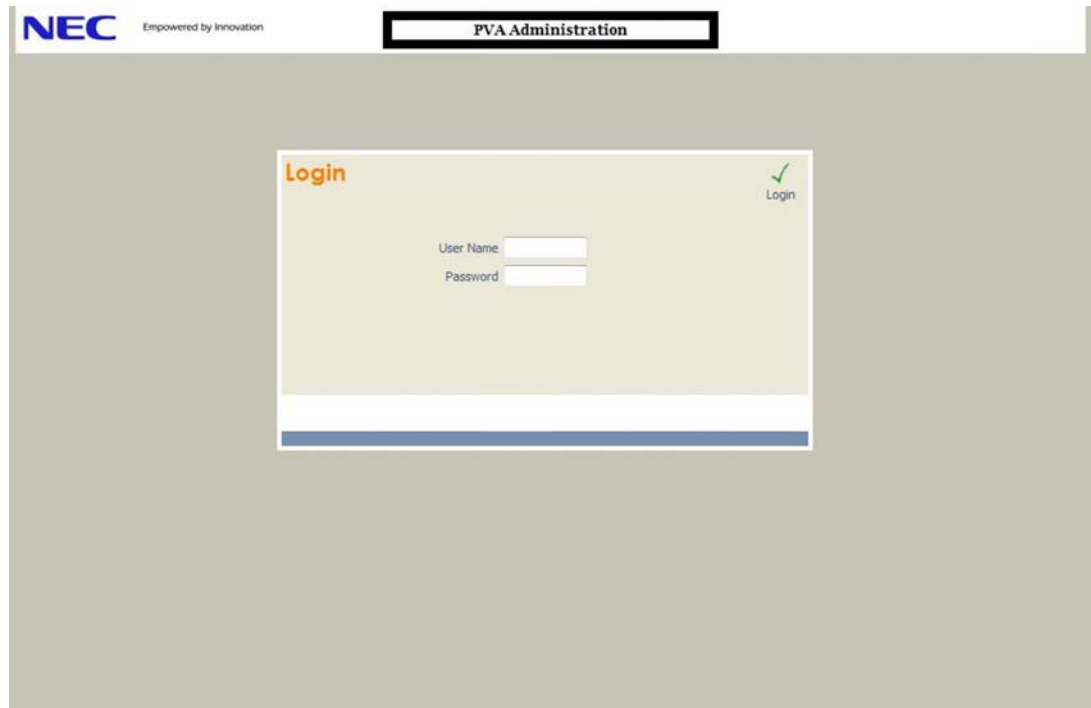 NEC Empowered by Innovation PVA Administration
Login
Login
User Name
Password